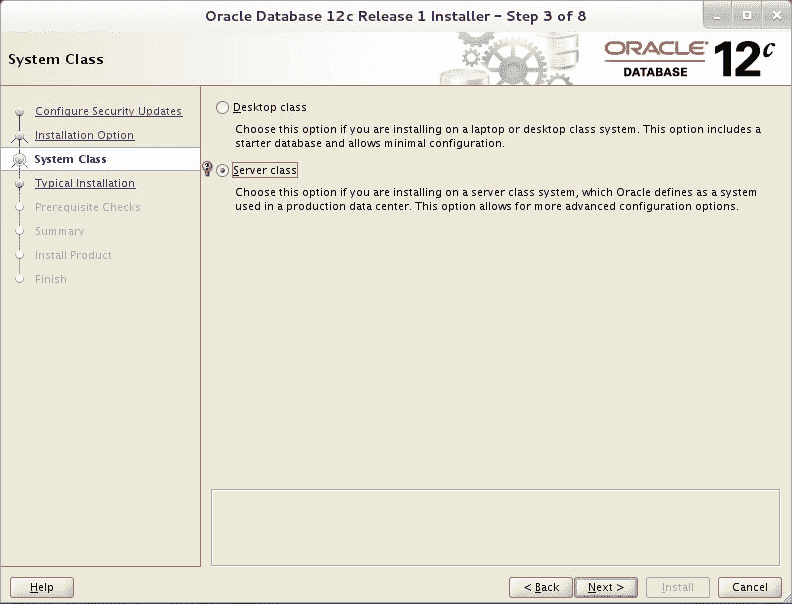 Oracle Database 12c Release 1 Installer - Step 3 of 8
System Class
ORACLE®
DATABASE
12c
Configure Security Updates
Installation Option
System Class
Typical Installation
Prerequisite Checks
Summary
Install Product
Finish
Desktop class
Choose this option if you are installing on a laptop or desktop class system. This option includes a
starter database and allows minimal configuration.
Server class
Choose this option if you are installing on a server class system, which Oracle defines as a system
used in a production data center. This option allows for more advanced configuration options.
Help
< Back
Next >
Install
Cancel